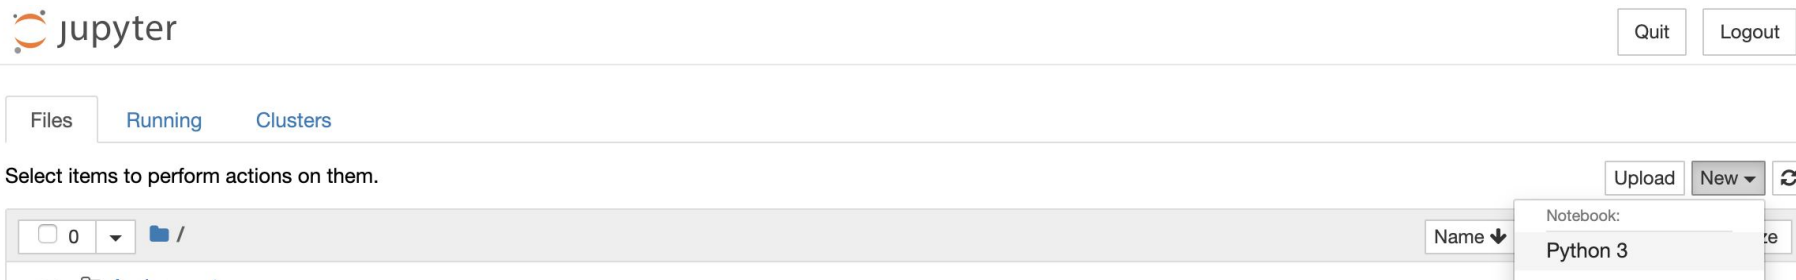 jupyter
Quit
Logout
Files
Running
Clusters
Select items to perform actions on them.
Upload
New
0
/
Name
Notebook:
Python 3